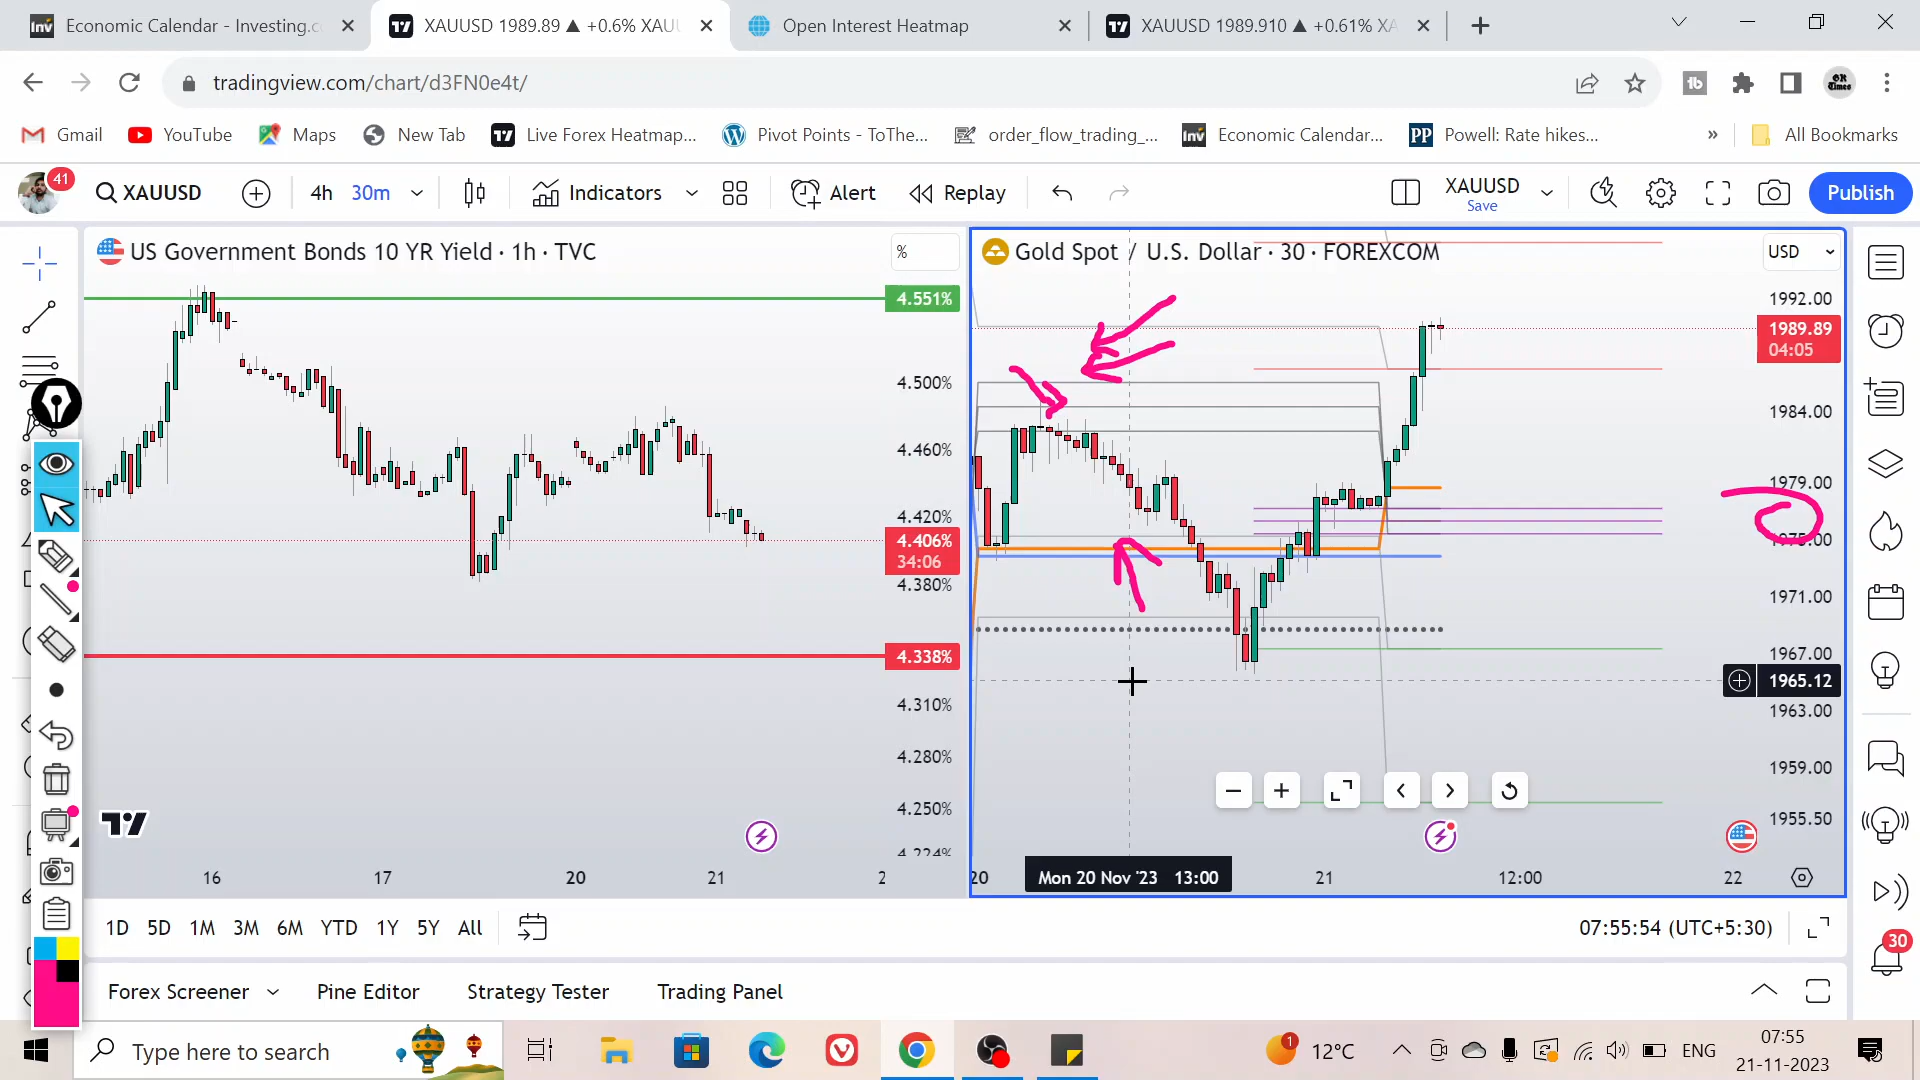 Economic Calendar - Investing.c
XAUUSD 1989.89 ▲ +0.6% XAU
Open Interest Heatmap
XAUUSD 1989.910 ▲ +0.61% XA
tradingview.com/chart/d3FN0e4t/
Gmail
YouTube
Maps
New Tab
Live Forex Heatmap...
Pivot Points - ToThe...
order_flow_trading_...
Economic Calendar...
Powell: Rate hikes...
»
All Bookmarks
41
XAUUSD
4h
30m
Indicators
Alert
Replay
XAUUSD
Save
Publish
US Government Bonds 10 YR Yield · 1h · TVC
%
Gold Spot / U.S. Dollar · 30 · FOREXCOM
USD
4.551%
4.500%
4.460%
4.420%
4.406%
34:06
4.380%
4.338%
4.310%
4.280%
4.250%
4.224%
1992.00
1989.89
04:05
1984.00
1979.00
1975.00
1971.00
1967.00
1965.12
1963.00
1959.00
1955.50
16
17
20
21
2
20
Mon 20 Nov '23 13:00
21
12:00
22
1D 5D 1M 3M 6M YTD 1Y 5Y All
07:55:54 (UTC+5:30)
30
Forex Screener
Pine Editor
Strategy Tester
Trading Panel
Type here to search
1
12°C
ENG
07:55
21-11-2023